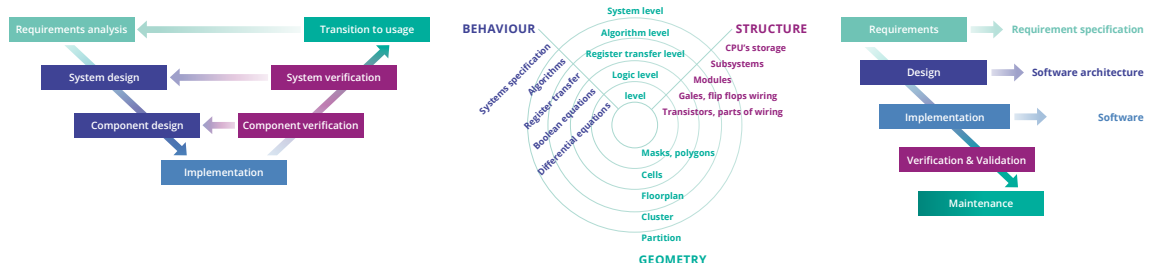 Requirements analysis
Transition to usage
System design
System verification
Component design
Component verification
Implementation
BEHAVIOUR
STRUCTURE
System level
Algorithm level
Register transfer level
Logic level
level
Systems specification
Algorithms
Register transfer
Boolean equations
Differential equations
CPU's storage
Subsystems
Modules
Gales, flip flops wiring
Transistors, parts of wiring
Masks, polygons
Cells
Floorplan
Cluster
Partition
GEOMETRY
Requirements
Requirement specification
Design
Software architecture
Implementation
Software
Verification & Validation
Maintenance